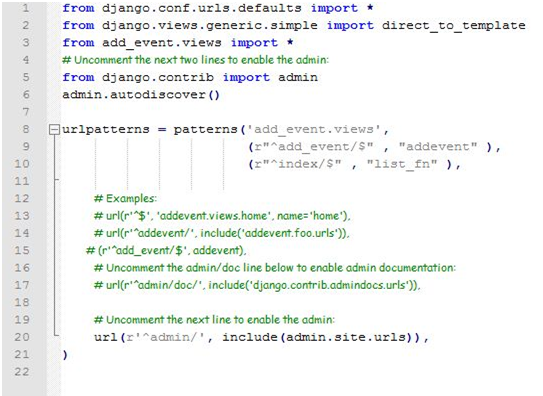 1 from django.conf.urls.defaults import *
2 from django.views.generic.simple import direct_to_template
3 from add_event.views import *
4 # Uncomment the next two lines to enable the admin:
5 from django.contrib import admin
6 admin.autodiscover()
7
8 urlpatterns = patterns('add_event.views',
9 (r"^add_event/$" , "addevent" ),
10 (r"^index/$" , "list_fn" ),
11
12 # Examples:
13 # url(r'^$', 'addevent.views.home', name='home'),
14 # url(r'^addevent/', include('addevent.foo.urls')),
15 # (r'^add_event/$', addevent),
16 # Uncomment the admin/doc line below to enable admin documentation:
17 # url(r'^admin/doc/', include('django.contrib.admindocs.urls')),
18
19 # Uncomment the next line to enable the admin:
20 url(r'^admin/', include(admin.site.urls)),
21 )
22